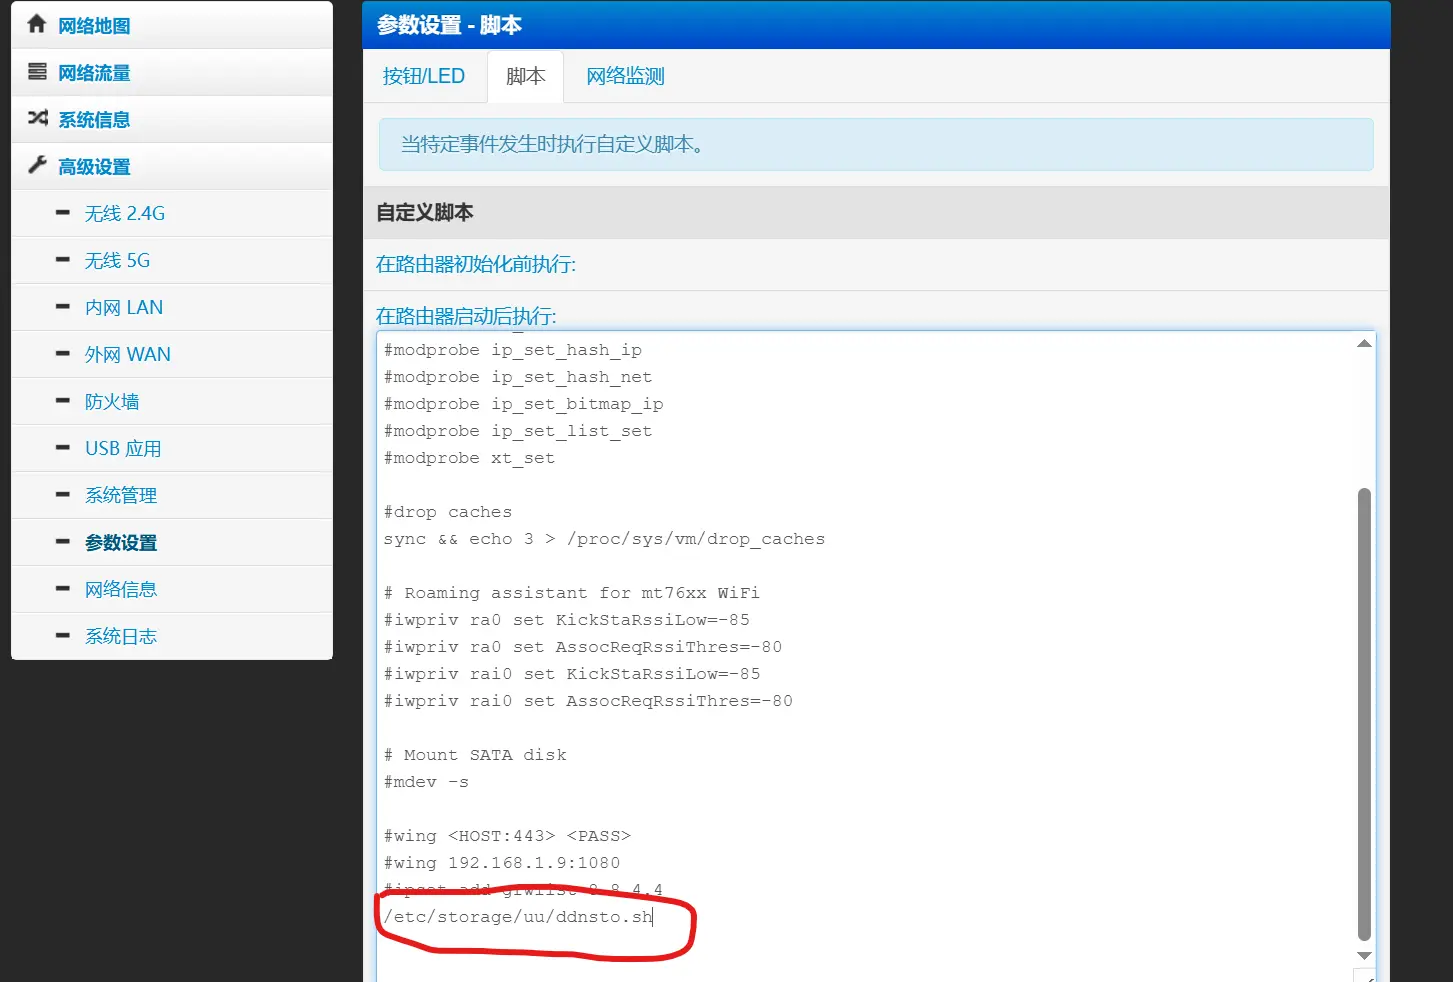 网络地图
网络流量
系统信息
高级设置
无线 2.4G
无线 5G
内网 LAN
外网 WAN
防火墙
USB 应用
系统管理
参数设置
网络信息
系统日志
参数设置 - 脚本
按钮/LED
脚本
网络监测
当特定事件发生时执行自定义脚本。
自定义脚本
在路由器初始化前执行:
在路由器启动后执行:
#modprobe ip_set_hash_ip
#modprobe ip_set_hash_net
#modprobe ip_set_bitmap_ip
#modprobe ip_set_list_set
#modprobe xt_set
#drop caches
sync && echo 3 > /proc/sys/vm/drop_caches
# Roaming assistant for mt76xx WiFi
#iwpriv ra0 set KickStaRssiLow=-85
#iwpriv ra0 set AssocReqRssiThres=-80
#iwpriv rai0 set KickStaRssiLow=-85
#iwpriv rai0 set AssocReqRssiThres=-80
# Mount SATA disk
#mdev -s
#wing <HOST:443> <PASS>
#wing 192.168.1.9:1080
#ipset add gfwlist 8.8.4.4
/etc/storage/uu/ddnsto.sh